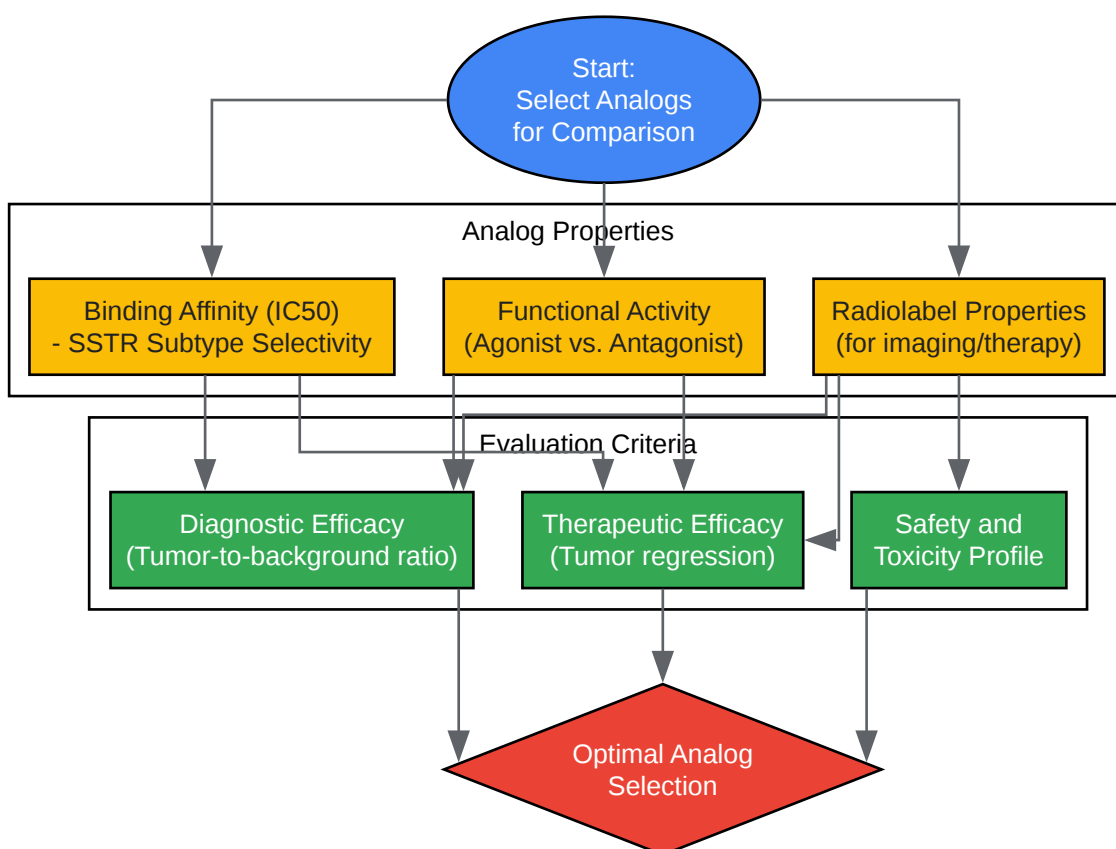 Start:
Select Analogs
for Comparison
Analog Properties
Binding Affinity (IC50)
- SSTR Subtype Selectivity
Functional Activity
(Agonist vs. Antagonist)
Radiolabel Properties
(for imaging/therapy)
Evaluation Criteria
Diagnostic Efficacy
(Tumor-to-background ratio)
Therapeutic Efficacy
(Tumor regression)
Safety and
Toxicity Profile
Optimal Analog
Selection